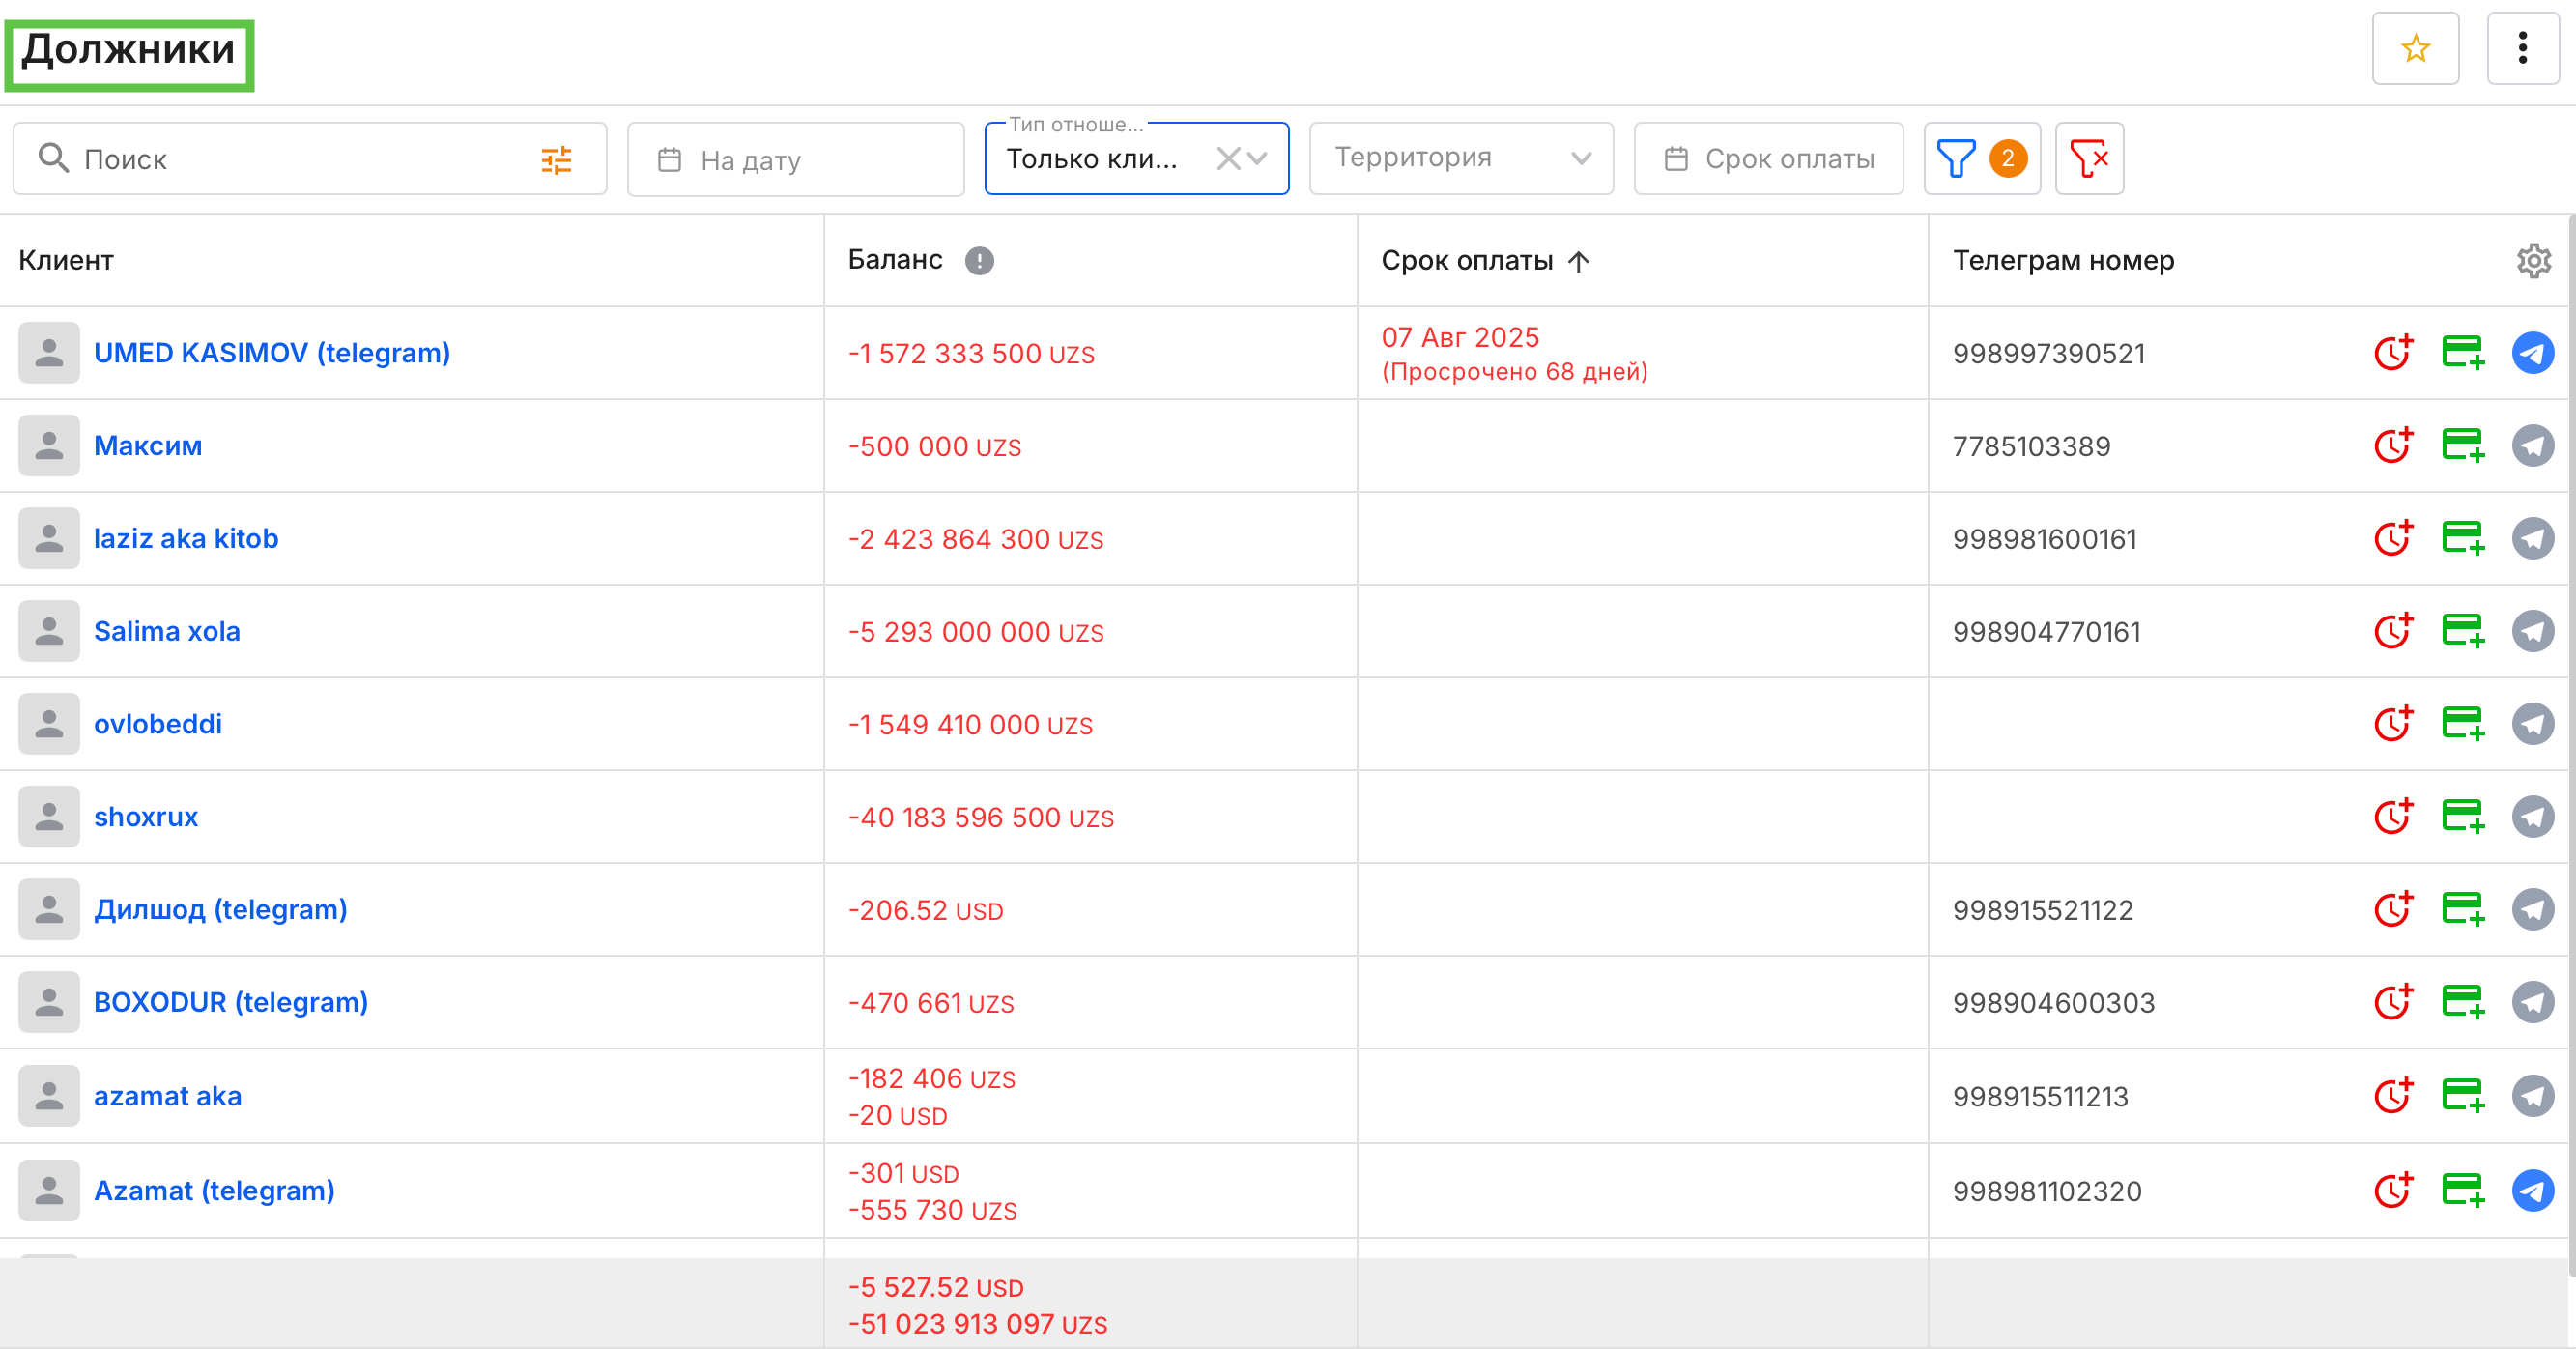 Должники
Поиск
На дату
Тип отноше...
Только кли...
Территория
Срок оплаты
2
Клиент
Баланс
Срок оплаты
Телеграм номер
UMED KASIMOV (telegram)
-1 572 333 500 UZS
07 Авг 2025
(Просрочено 68 дней)
998997390521
Максим
-500 000 UZS
7785103389
laziz aka kitob
-2 423 864 300 UZS
998981600161
Salima xola
-5 293 000 000 UZS
998904770161
ovlobeddi
-1 549 410 000 UZS
shoxrux
-40 183 596 500 UZS
Дилшод (telegram)
-206.52 USD
998915521122
BOXODUR (telegram)
-470 661 UZS
998904600303
azamat aka
-182 406 UZS
-20 USD
998915511213
Azamat (telegram)
-301 USD
-555 730 UZS
998981102320
-5 527.52 USD
-51 023 913 097 UZS